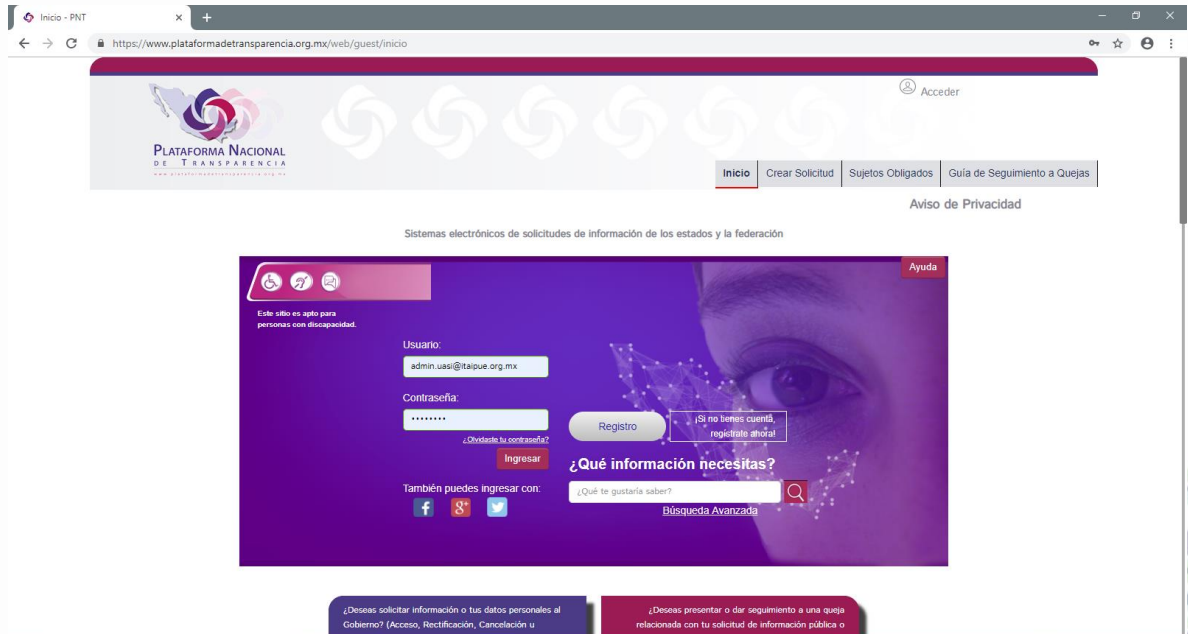 Inicio - PNT
https://www.plataformadetransparencia.org.mx/web/guest/inicio
Acceder
PLATAFORMA NACIONAL
DE TRANSPARENCIA
www.plataformadetransparencia.org.mx
Inicio Crear Solicitud Sujetos Obligados Guía de Seguimiento a Quejas
Aviso de Privacidad
Sistemas electrónicos de solicitudes de información de los estados y la federación
Ayuda
Este sitio es apto para
personas con discapacidad.
Usuario:
admin.uasi@itaipue.org.mx
Contraseña:
••••••••
¿Olvidaste tu contraseña?
Ingresar
Registro
¡Si no tienes cuenta,
regístrate ahora!
¿Qué información necesitas?
¿Qué te gustaría saber?
Búsqueda Avanzada
También puedes ingresar con:
¿Deseas solicitar información o tus datos personales al
Gobierno? (Acceso, Rectificación, Cancelación u
¿Deseas presentar o dar seguimiento a una queja
relacionada con tu solicitud de información pública o